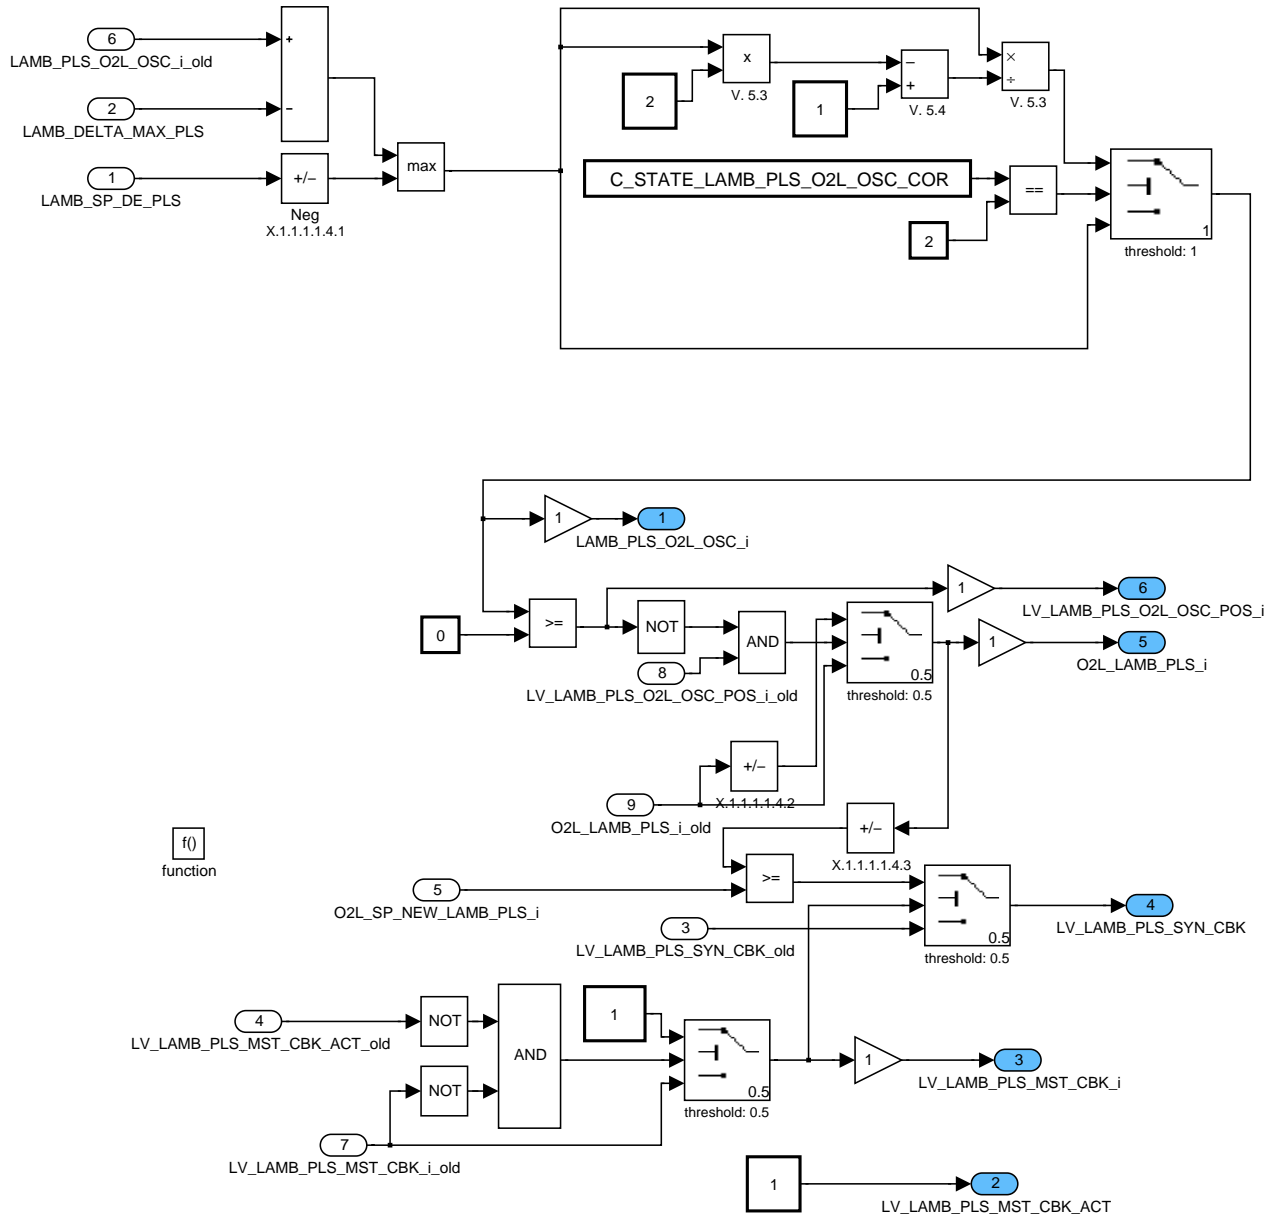 6
+
LAMB_PLS_O2L_OSC_i_old
2
−
LAMB_DELTA_MAX_PLS
1
+/−
LAMB_SP_DE_PLS
Neg
X.1.1.1.1.4.1
max
x
V. 5.3
2
−
+
V. 5.4
1
×
÷
V. 5.3
C_STATE_LAMB_PLS_O2L_OSC_COR
==
2
1
threshold: 1
1
1
LAMB_PLS_O2L_OSC_i
1
6
LV_LAMB_PLS_O2L_OSC_POS_i
0
>=
NOT
AND
8
LV_LAMB_PLS_O2L_OSC_POS_i_old
0.5
threshold: 0.5
1
5
O2L_LAMB_PLS_i
+/−
X.1.1.1.1.4.2
9
O2L_LAMB_PLS_i_old
+/−
X.1.1.1.1.4.3
f()
function
>=
5
O2L_SP_NEW_LAMB_PLS_i
3
LV_LAMB_PLS_SYN_CBK_old
0.5
threshold: 0.5
4
LV_LAMB_PLS_SYN_CBK
4
LV_LAMB_PLS_MST_CBK_ACT_old
NOT
AND
1
NOT
7
LV_LAMB_PLS_MST_CBK_i_old
0.5
threshold: 0.5
1
3
LV_LAMB_PLS_MST_CBK_i
1
2
LV_LAMB_PLS_MST_CBK_ACT